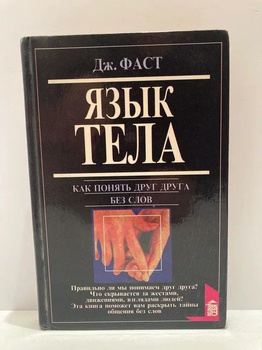 Дж. ФАСТ
ЯЗЫК
ТЕЛА
КАК ПОНЯТЬ ДРУГ ДРУГА
БЕЗ СЛОВ
Правильно ли мы понимаем друг друга?
Что скрывается за жестами,
движениями, взглядами людей?
Эта книга поможет вам раскрыть тайны
общения без слов